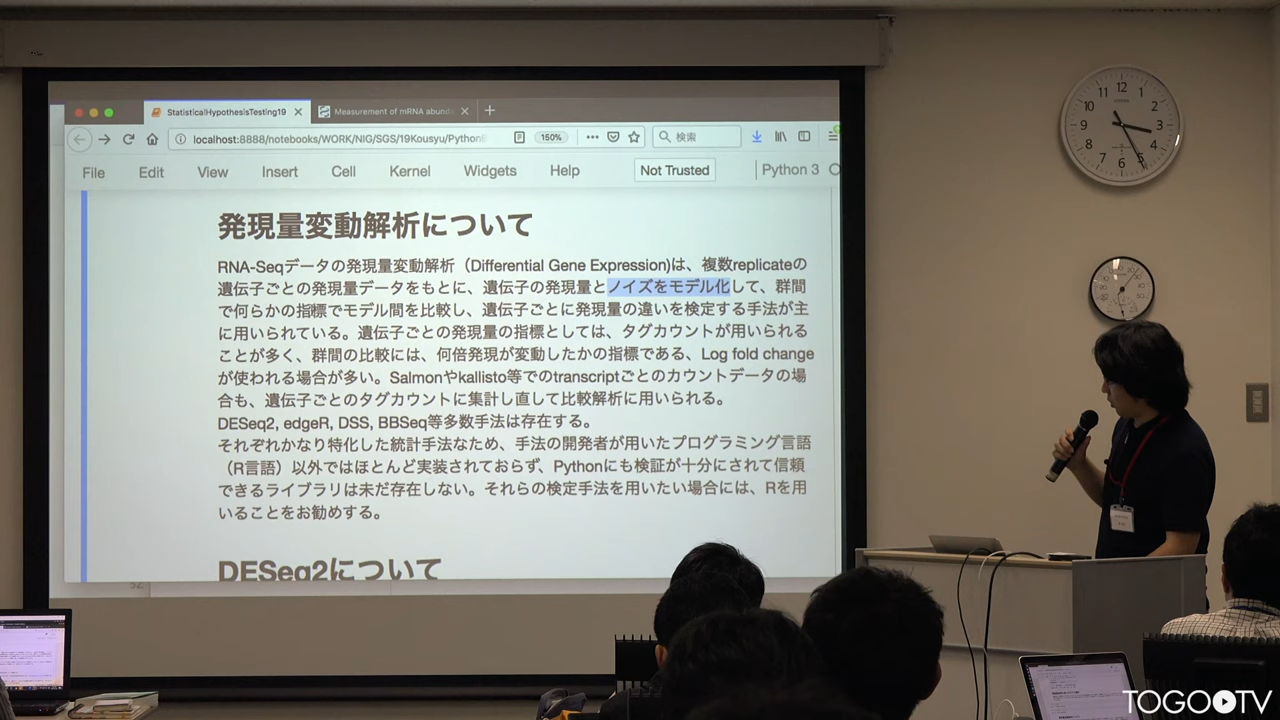 StatisticalHypothesisTesting19
Measurement of mRNA abund
localhost:8888/notebooks/WORK/NIG/SGS/19Kousyu/Python
150%
検索
File Edit View Insert Cell Kernel Widgets Help Not Trusted Python 3
発現量変動解析について
RNA-Seqデータの発現量変動解析（Differential Gene Expression)は、複数replicateの
遺伝子ごとの発現量データをもとに、遺伝子の発現量とノイズをモデル化して、群間
で何らかの指標でモデル間を比較し、遺伝子ごとに発現量の違いを検定する手法が主
に用いられている。遺伝子ごとの発現量の指標としては、タグカウントが用いられる
ことが多く、群間の比較には、何倍発現が変動したかの指標である、Log fold change
が使われる場合が多い。Salmonやkallisto等でのtranscriptごとのカウントデータの場
合も、遺伝子ごとのタグカウントに集計し直して比較解析に用いられる。
DESeq2, edgeR, DSS, BBSeq等多数手法は存在する。
それぞれかなり特化した統計手法なため、手法の開発者が用いたプログラミング言語
（R言語）以外ではほとんど実装されておらず、Pythonにも検証が十分にされて信頼
できるライブラリは未だ存在しない。それらの検定手法を用いたい場合には、Rを用
いることをお勧めする。
DESeq2について
12 1 2 3 4 5 6 7 8 9 10 11
TOGOTV